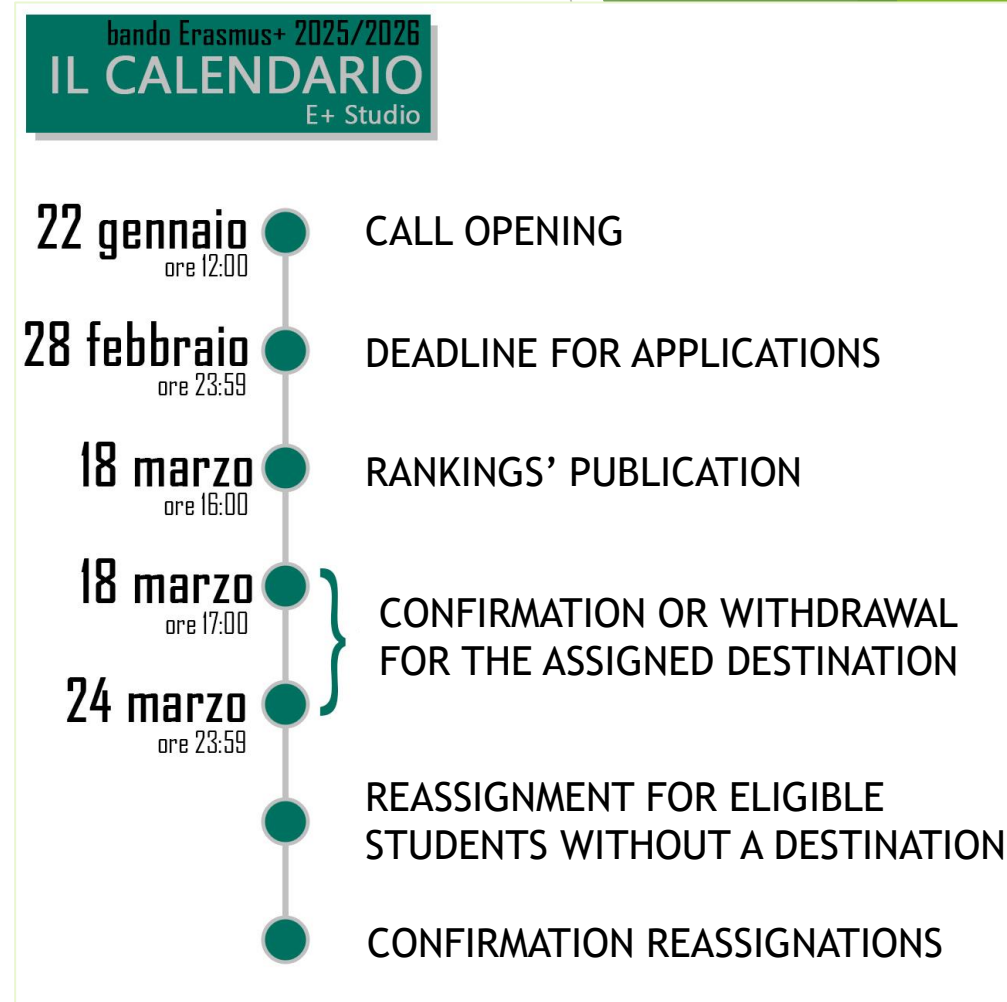 bando Erasmus+ 2025/2026
IL CALENDARIO
E+ Studio
22 gennaio
ore 12:00
CALL OPENING
28 febbraio
ore 23:59
DEADLINE FOR APPLICATIONS
18 marzo
ore 16:00
RANKINGS’ PUBLICATION
18 marzo
ore 17:00
CONFIRMATION OR WITHDRAWAL
FOR THE ASSIGNED DESTINATION
24 marzo
ore 23:59
REASSIGNMENT FOR ELIGIBLE
STUDENTS WITHOUT A DESTINATION
CONFIRMATION REASSIGNATIONS